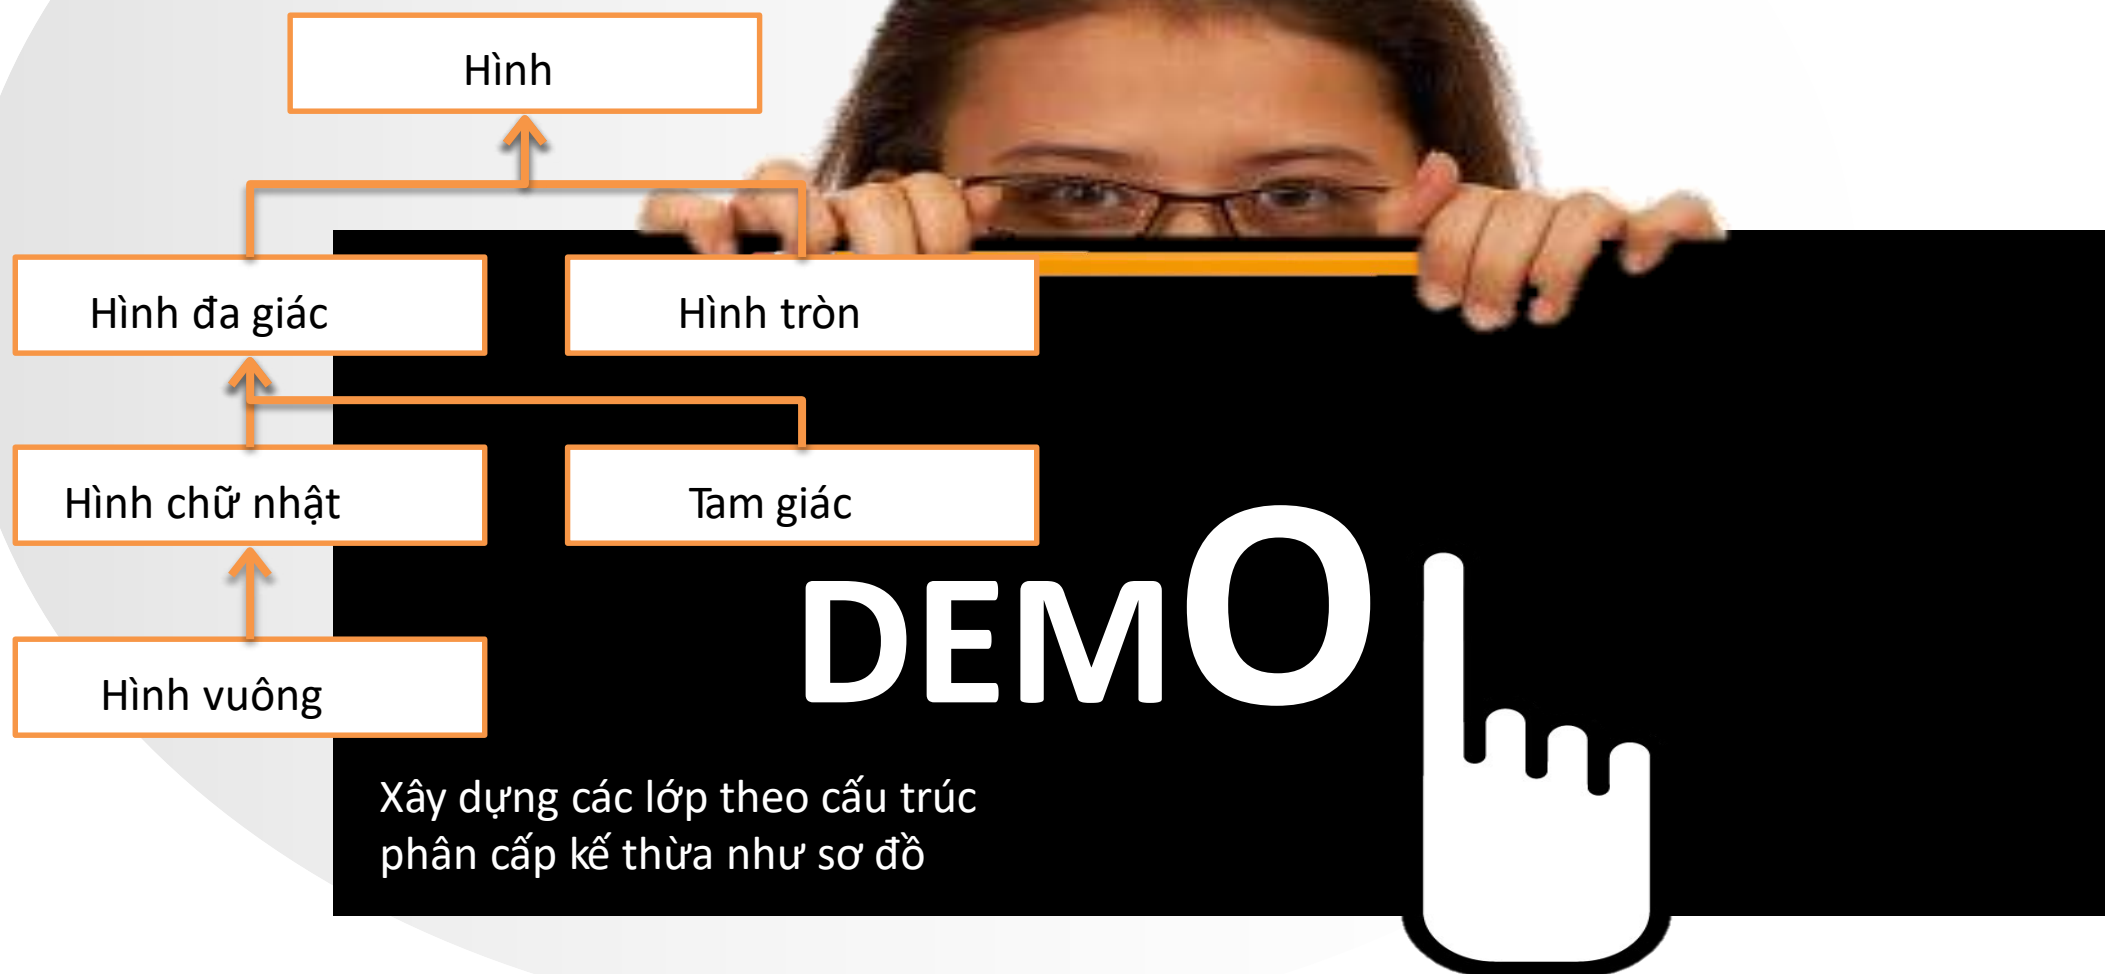 Hình
Hình đa giác
Hình tròn
Hình chữ nhật
Tam giác
Hình vuông
DEMO
Xây dựng các lớp theo cấu trúc
phân cấp kế thừa như sơ đồ